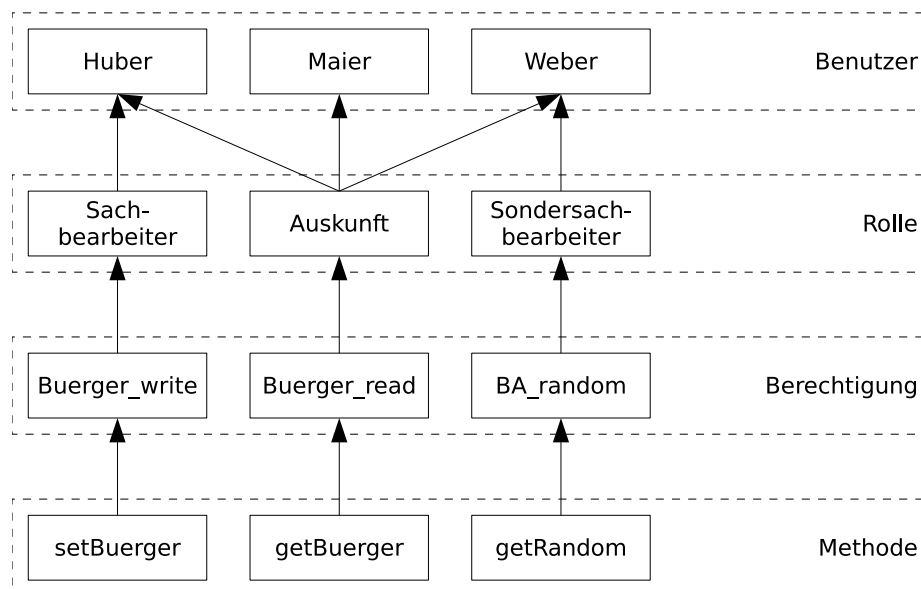 Huber Maier Weber Benutzer
Sach-
bearbeiter
Auskunft
Sondersach-
bearbeiter
Rolle
Buerger_write Buerger_read BA_random Berechtigung
setBuerger getBuerger getRandom Methode